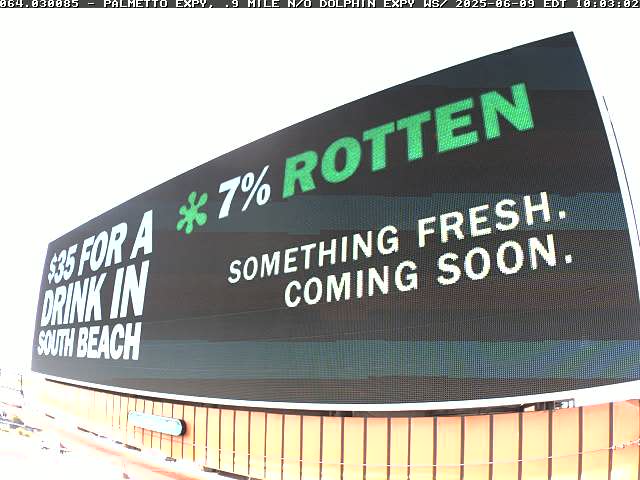 064.030085 - PALMETTO EXPY, .9 MILE N/O DOLPHIN EXPY WS/ 2025-06-09 EDT 10:03:02
$35 FOR A
DRINK IN
SOUTH BEACH
7% ROTTEN
SOMETHING FRESH.
COMING SOON.